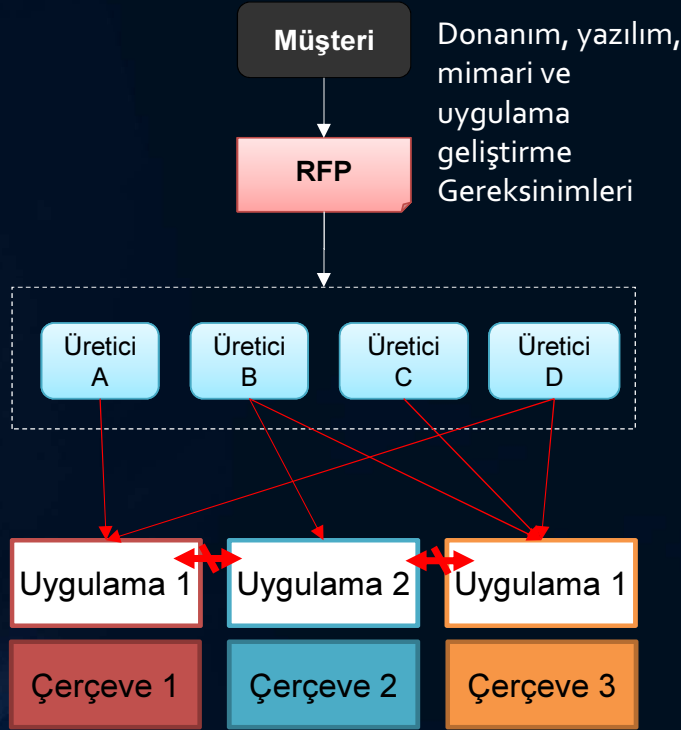 Müşteri
Donanım, yazılım,
mimari ve
uygulama
geliştirme
Gereksinimleri
RFP
Üretici
A
Üretici
B
Üretici
C
Üretici
D
Uygulama 1
Uygulama 2
Uygulama 1
Çerçeve 1
Çerçeve 2
Çerçeve 3